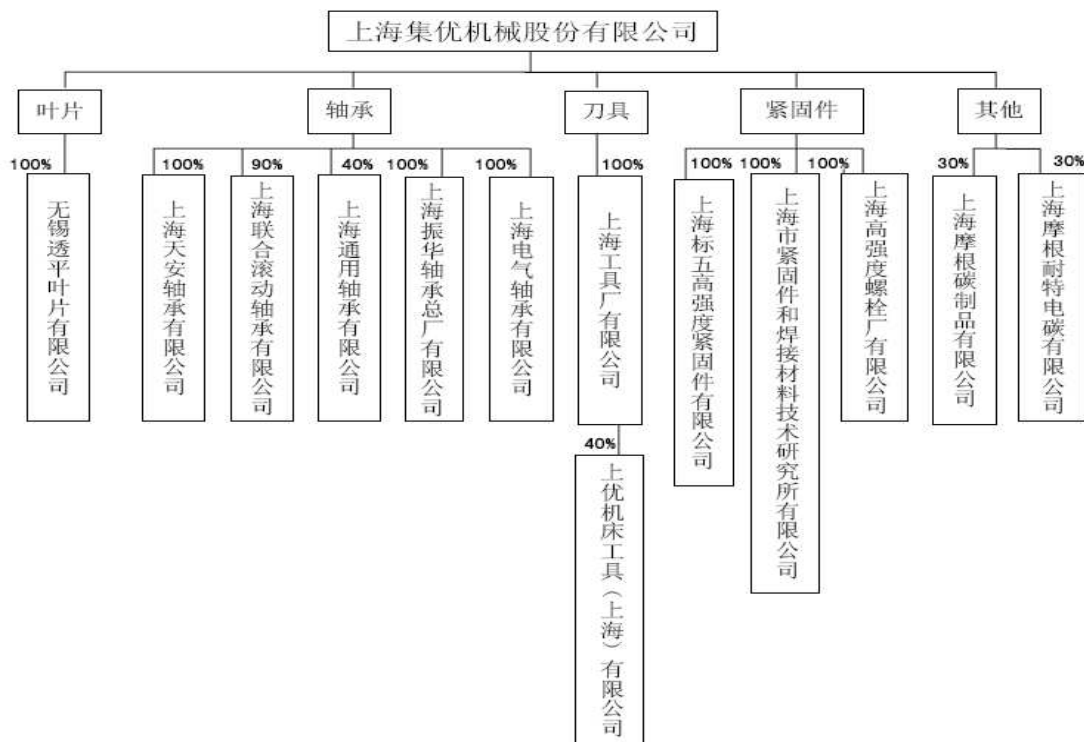 上海集优机械股份有限公司
叶片
轴承
刀具
紧固件
其他
100%
100%
90%
40%
100%
100%
100%
100%
100%
100%
30%
30%
无锡透平叶片有限公司
上海天安轴承有限公司
上海联合滚动轴承有限公司
上海通用轴承有限公司
上海振华轴承总厂有限公司
上海电气轴承有限公司
上海工具厂有限公司
上海标五高强度紧固件有限公司
上海市紧固件和焊接材料技术研究所有限公司
上海高强度螺栓厂有限公司
上海摩根碳制品有限公司
上海摩根耐特电碳有限公司
40%
上优机床工具（上海）有限公司